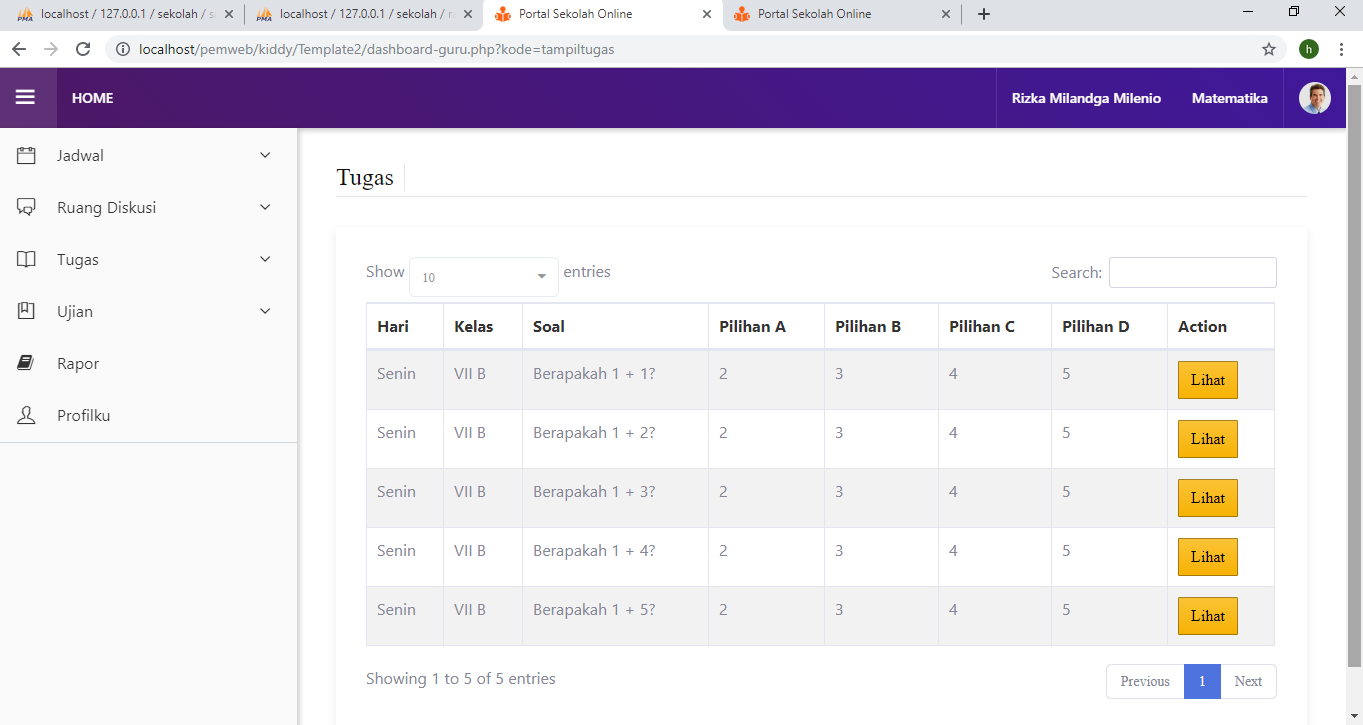 localhost / 127.0.0.1 / sekolah / s
localhost / 127.0.0.1 / sekolah / r
Portal Sekolah Online
Portal Sekolah Online
localhost/pemweb/kiddy/Template2/dashboard-guru.php?kode=tampiltugas
h
HOME
Rizka Milandga Milenio
Matematika
Jadwal
Ruang Diskusi
Tugas
Ujian
Rapor
Profilku
Tugas
Show 10 entries
Search:
Hari Kelas Soal Pilihan A Pilihan B Pilihan C Pilihan D Action
Senin VII B Berapakah 1 + 1? 2 3 4 5 Lihat
Senin VII B Berapakah 1 + 2? 2 3 4 5 Lihat
Senin VII B Berapakah 1 + 3? 2 3 4 5 Lihat
Senin VII B Berapakah 1 + 4? 2 3 4 5 Lihat
Senin VII B Berapakah 1 + 5? 2 3 4 5 Lihat
Showing 1 to 5 of 5 entries
Previous 1 Next